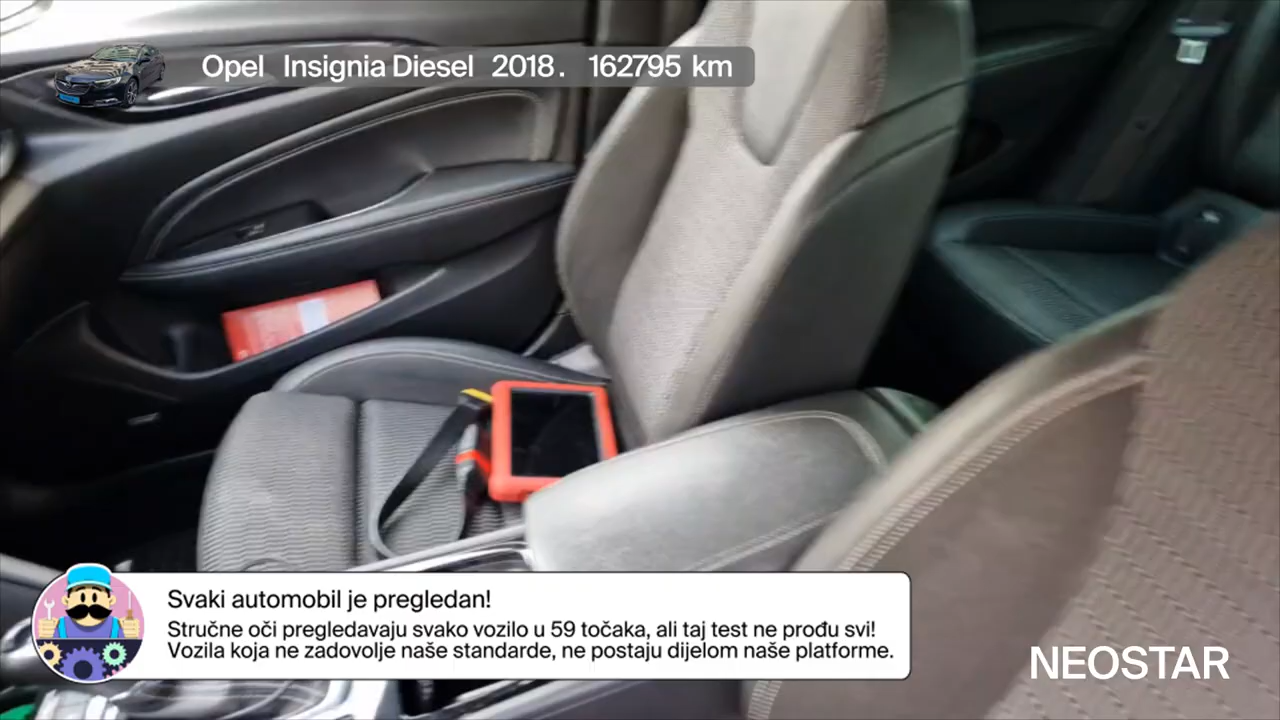 Opel Insignia Diesel 2018. 162795 km
Svaki automobil je pregledan!
Stručne oči pregledavaju svako vozilo u 59 točaka, ali taj test ne prođu svi!
Vozila koja ne zadovolje naše standarde, ne postaju dijelom naše platforme.
NEOSTAR